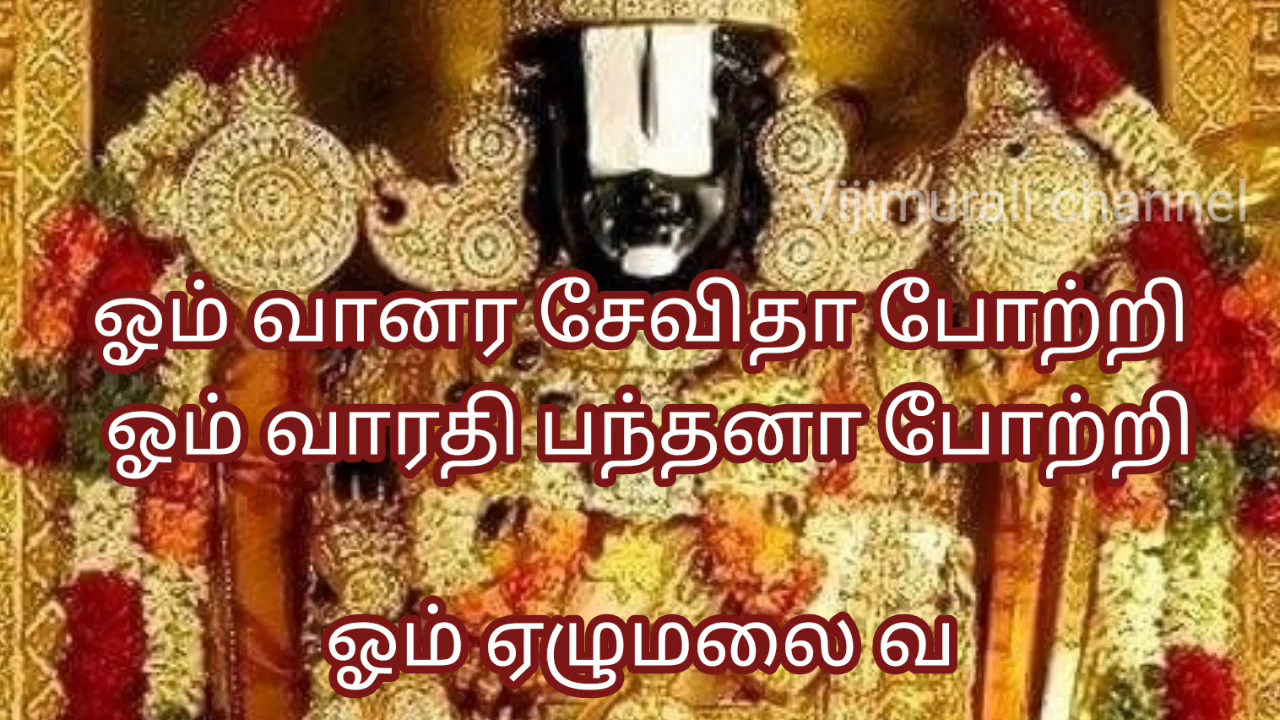 Vijimurali channel
ஓம் வானர சேவிதா போற்றி
ஓம் வாரதி பந்தனா போற்றி
ஓம் ஏழுமலை வ